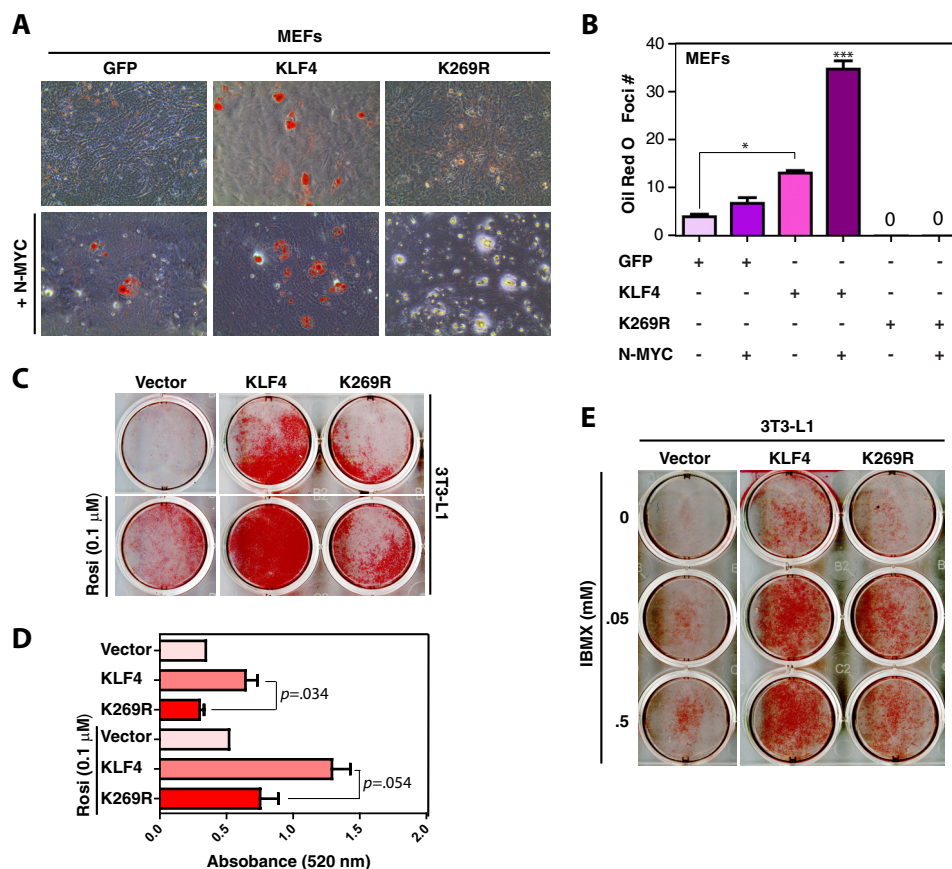 A
MEFs
GFP KLF4 K269R
+ N-MYC
B
MEFs
Oil Red O Foci #
40
30
20
10
0
*
***
0 0
GFP + + - - - -
KLF4 - - + + - -
K269R - - - - + +
N-MYC - + - + - +
C
Vector KLF4 K269R
Rosi (0.1 μM)
3T3-L1
D
Vector
KLF4
K269R
Vector
KLF4
K269R
Rosi (0.1 μM)
p=.034
p=.054
0.0 0.5 1.0 1.5 2.0
Absobance (520 nm)
E
3T3-L1
Vector KLF4 K269R
IBMX (mM)
0
.05
.5
B2
C2